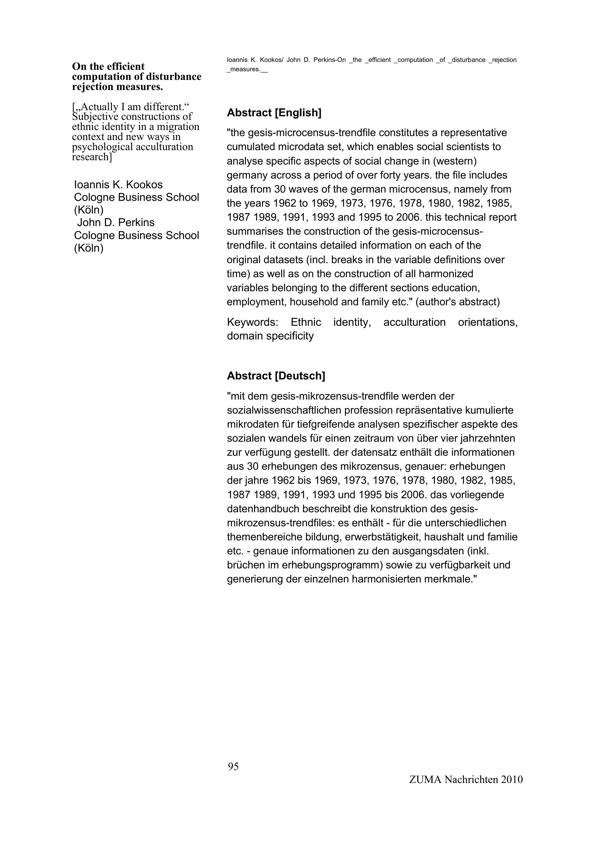 Ioannis K. Kookos/ John D. Perkins-On _the _efficient _computation _of _disturbance _rejection
_measures.__
On the efficient
computation of disturbance
rejection measures.
[„Actually I am different.“
Subjective constructions of
ethnic identity in a migration
context and new ways in
psychological acculturation
research]
Ioannis K. Kookos
Cologne Business School
(Köln)
John D. Perkins
Cologne Business School
(Köln)
Abstract [English]
"the gesis-microcensus-trendfile constitutes a representative
cumulated microdata set, which enables social scientists to
analyse specific aspects of social change in (western)
germany across a period of over forty years. the file includes
data from 30 waves of the german microcensus, namely from
the years 1962 to 1969, 1973, 1976, 1978, 1980, 1982, 1985,
1987 1989, 1991, 1993 and 1995 to 2006. this technical report
summarises the construction of the gesis-microcensus-
trendfile. it contains detailed information on each of the
original datasets (incl. breaks in the variable definitions over
time) as well as on the construction of all harmonized
variables belonging to the different sections education,
employment, household and family etc." (author's abstract)
Keywords: Ethnic identity, acculturation orientations,
domain specificity
Abstract [Deutsch]
"mit dem gesis-mikrozensus-trendfile werden der
sozialwissenschaftlichen profession repräsentative kumulierte
mikrodaten für tiefgreifende analysen spezifischer aspekte des
sozialen wandels für einen zeitraum von über vier jahrzehnten
zur verfügung gestellt. der datensatz enthält die informationen
aus 30 erhebungen des mikrozensus, genauer: erhebungen
der jahre 1962 bis 1969, 1973, 1976, 1978, 1980, 1982, 1985,
1987 1989, 1991, 1993 und 1995 bis 2006. das vorliegende
datenhandbuch beschreibt die konstruktion des gesis-
mikrozensus-trendfiles: es enthält - für die unterschiedlichen
themenbereiche bildung, erwerbstätigkeit, haushalt und familie
etc. - genaue informationen zu den ausgangsdaten (inkl.
brüchen im erhebungsprogramm) sowie zu verfügbarkeit und
generierung der einzelnen harmonisierten merkmale."
95
ZUMA Nachrichten 2010